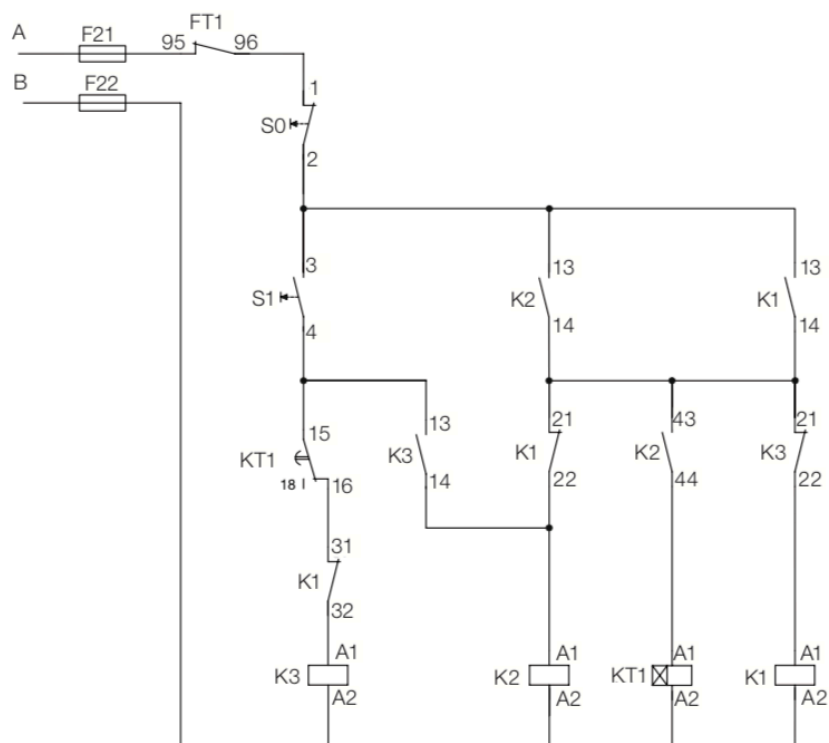 FT1
A F21 95 96
B F22
1
S0
2
3 13 13
S1 K2 K1
4 14 14
15 13 21 43 21
KT1 K3 K1 K2 K3
18 16 14 22 44 22
31
K1
32
A1 A1 A1 A1
K3 K2 KT1 K1
A2 A2 A2 A2